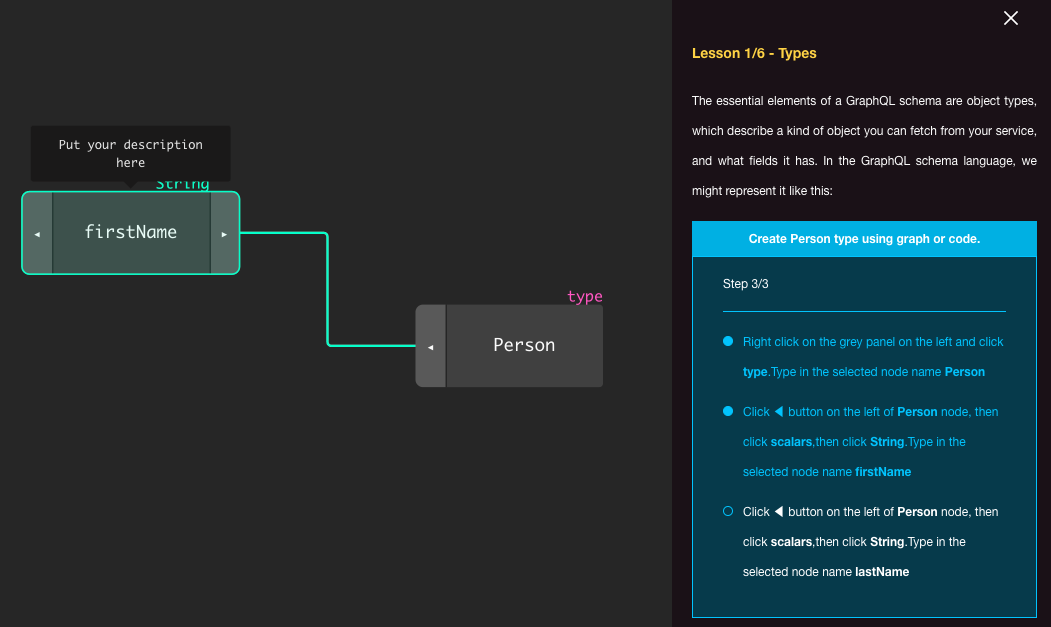 Put your description
here
String
firstName
type
Person
Lesson 1/6 - Types
The essential elements of a GraphQL schema are object types,
which describe a kind of object you can fetch from your service,
and what fields it has. In the GraphQL schema language, we
might represent it like this:
Create Person type using graph or code.
Step 3/3
Right click on the grey panel on the left and click
type.Type in the selected node name Person
Click ◀ button on the left of Person node, then
click scalars,then click String.Type in the
selected node name firstName
Click ◀ button on the left of Person node, then
click scalars,then click String.Type in the
selected node name lastName